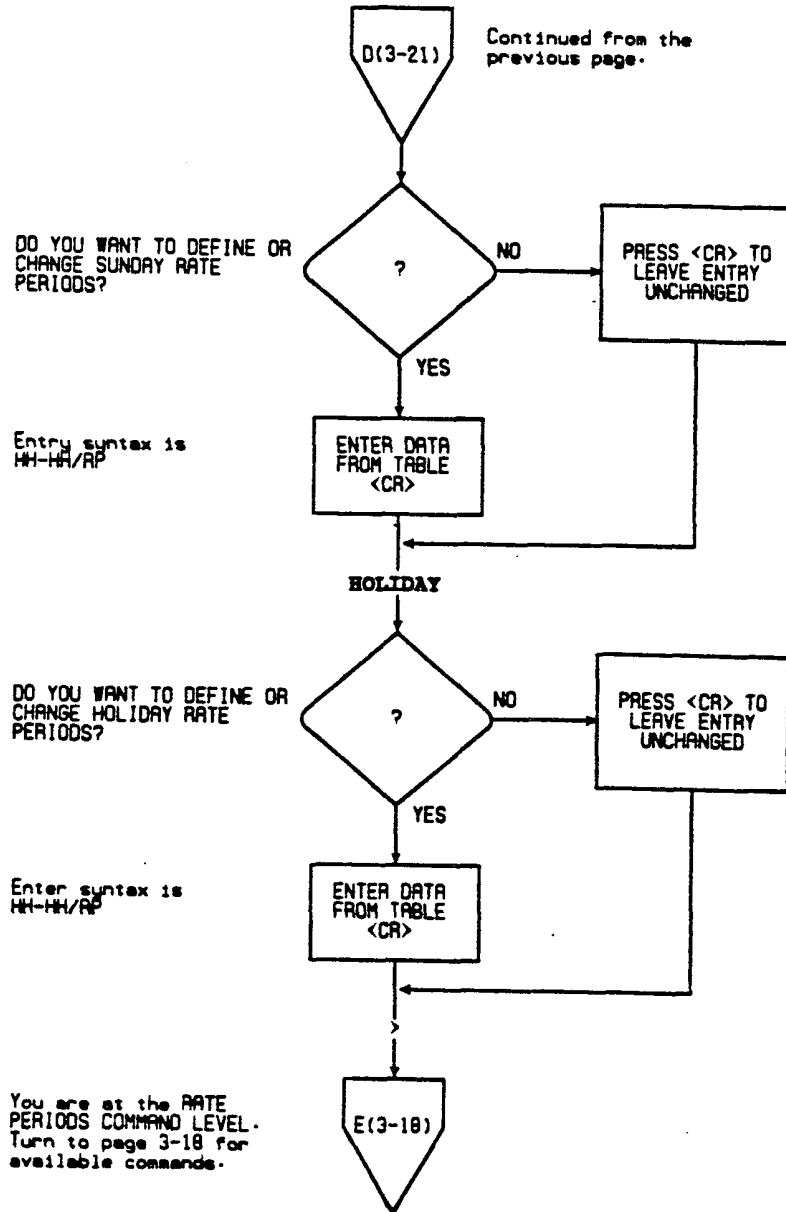 D(3-21)
Continued from the
previous page.
DO YOU WANT TO DEFINE OR
CHANGE SUNDAY RATE
PERIODS?
?
NO
PRESS <CR> TO
LEAVE ENTRY
UNCHANGED
YES
Entry syntax is
HH-HH/RP
ENTER DATA
FROM TABLE
<CR>
HOLIDAY
DO YOU WANT TO DEFINE OR
CHANGE HOLIDAY RATE
PERIODS?
?
NO
PRESS <CR> TO
LEAVE ENTRY
UNCHANGED
YES
Enter syntax is
HH-HH/RP
ENTER DATA
FROM TABLE
<CR>
>
You are at the RATE
PERIODS COMMAND LEVEL.
Turn to page 3-18 for
available commands.
E(3-18)